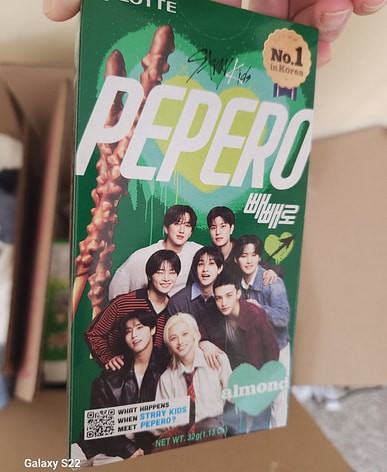 LOTTE
Stray Kids
No.1
in Korea
PEPERO
빼빼로
almond
WHAT HAPPENS
WHEN STRAY KIDS
MEET PEPERO?
NET WT. 32g(1.13 OZ)
Galaxy S22